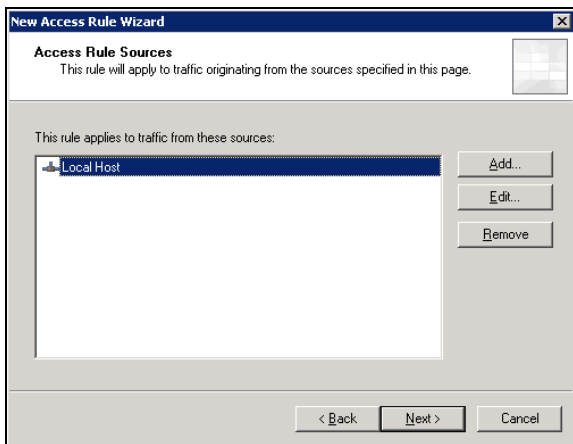 New Access Rule Wizard
Access Rule Sources
This rule will apply to traffic originating from the sources specified in this page.
This rule applies to traffic from these sources:
Local Host
Add...
Edit...
Remove
< Back
Next >
Cancel